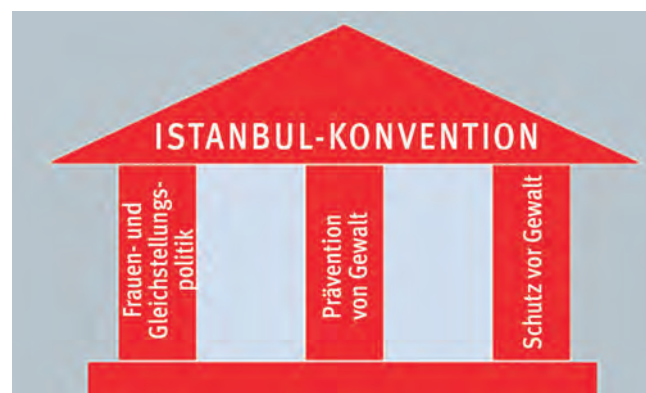 ISTANBUL-KONVENTION
Frauen- und
Gleichstellungs-
politik
Prävention
von Gewalt
Schutz vor Gewalt